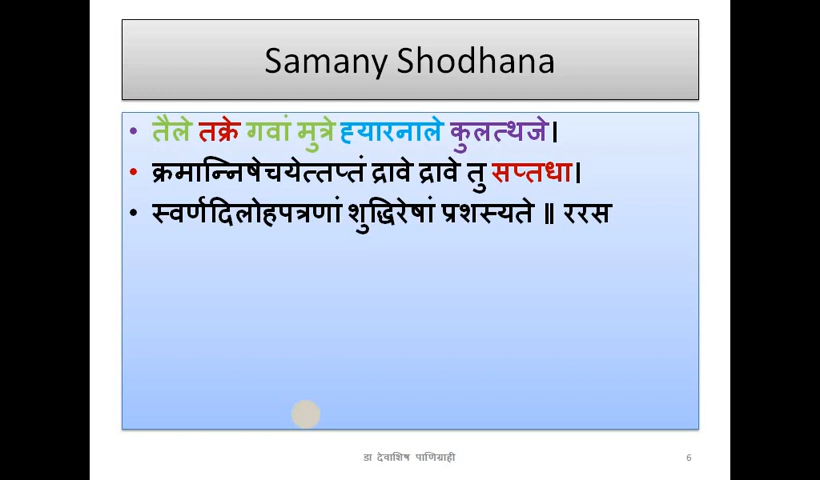 Samany Shodhana
• तैले तक्रे गवां मुत्रे ह्यारनाले कुलत्थजे।
• क्रमान्निषेचयेत्तप्तं द्रावे द्रावे तु सप्तधा।
• स्वर्णदिलोहपत्रणां शुद्धिरेषां प्रशस्यते ॥ ररस
डा देवाशिष पाणिग्राही
6